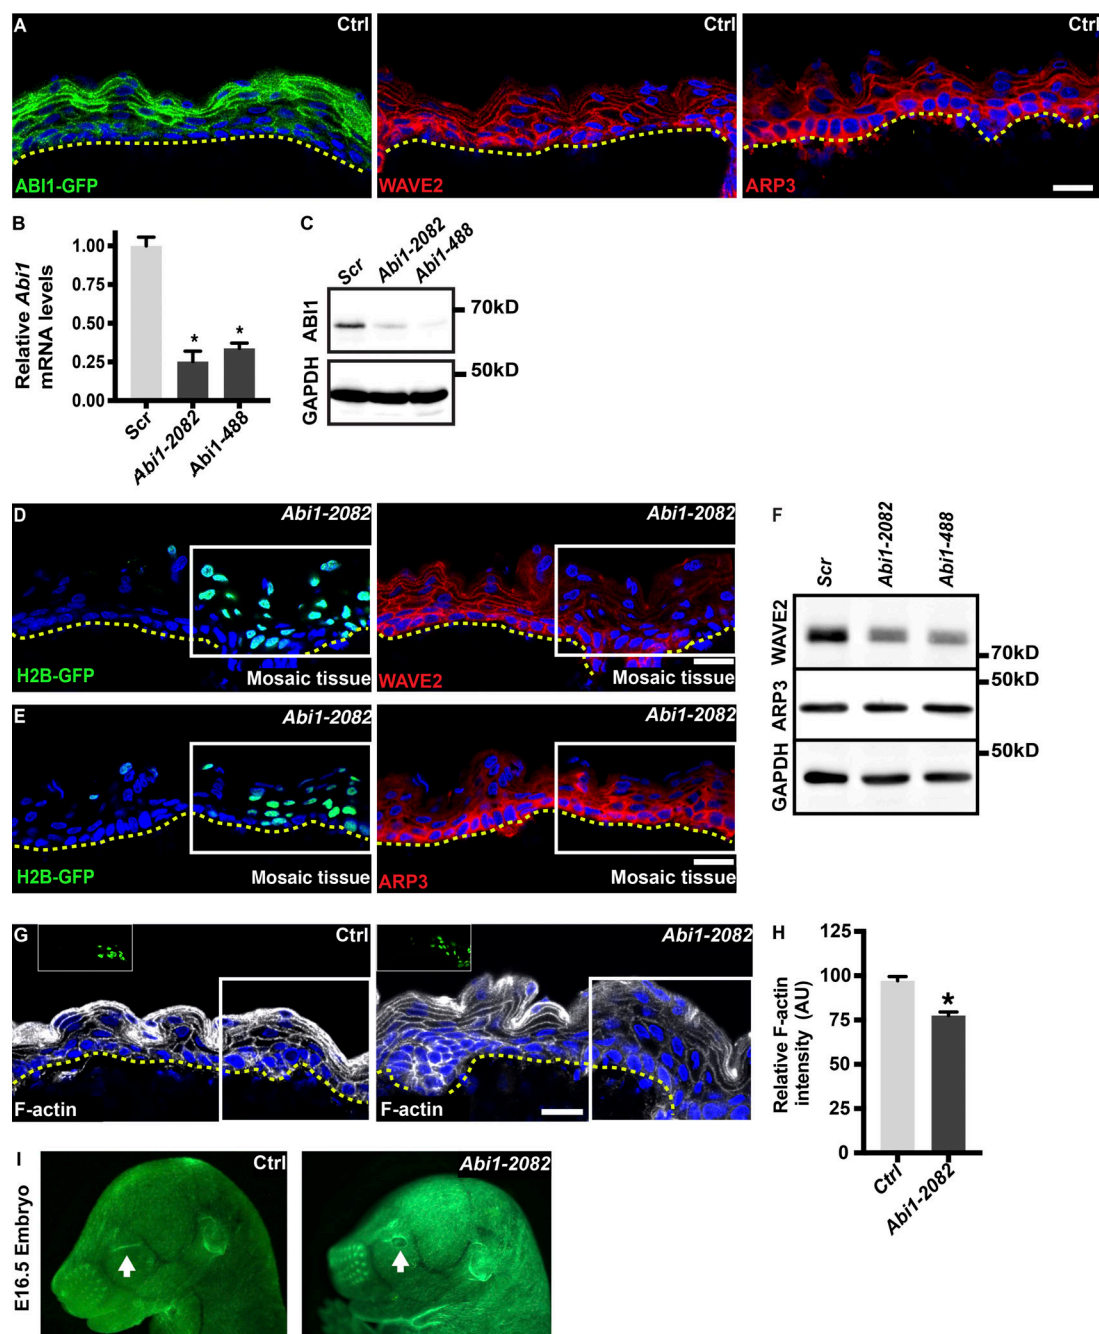 A
Ctrl
Ctrl
Ctrl
ABI1-GFP
WAVE2
ARP3
B
Relative Abi1
mRNA levels
1.00
0.75
0.50
0.25
0.00
*
*
Scr
Abi1-2082
Abi1-488
C
Scr
Abi1-2082
Abi1-488
ABI1
70kD
GAPDH
50kD
D
Abi1-2082
Abi1-2082
H2B-GFP
Mosaic tissue
WAVE2
Mosaic tissue
E
Abi1-2082
Abi1-2082
H2B-GFP
Mosaic tissue
ARP3
Mosaic tissue
F
Scr
Abi1-2082
Abi1-488
WAVE2
70kD
50kD
ARP3
50kD
GAPDH
G
Ctrl
Abi1-2082
F-actin
F-actin
H
Relative F-actin
intensity (AU)
125
100
75
50
25
0
*
Ctrl
Abi1-2082
I
E16.5 Embryo
Ctrl
Abi1-2082